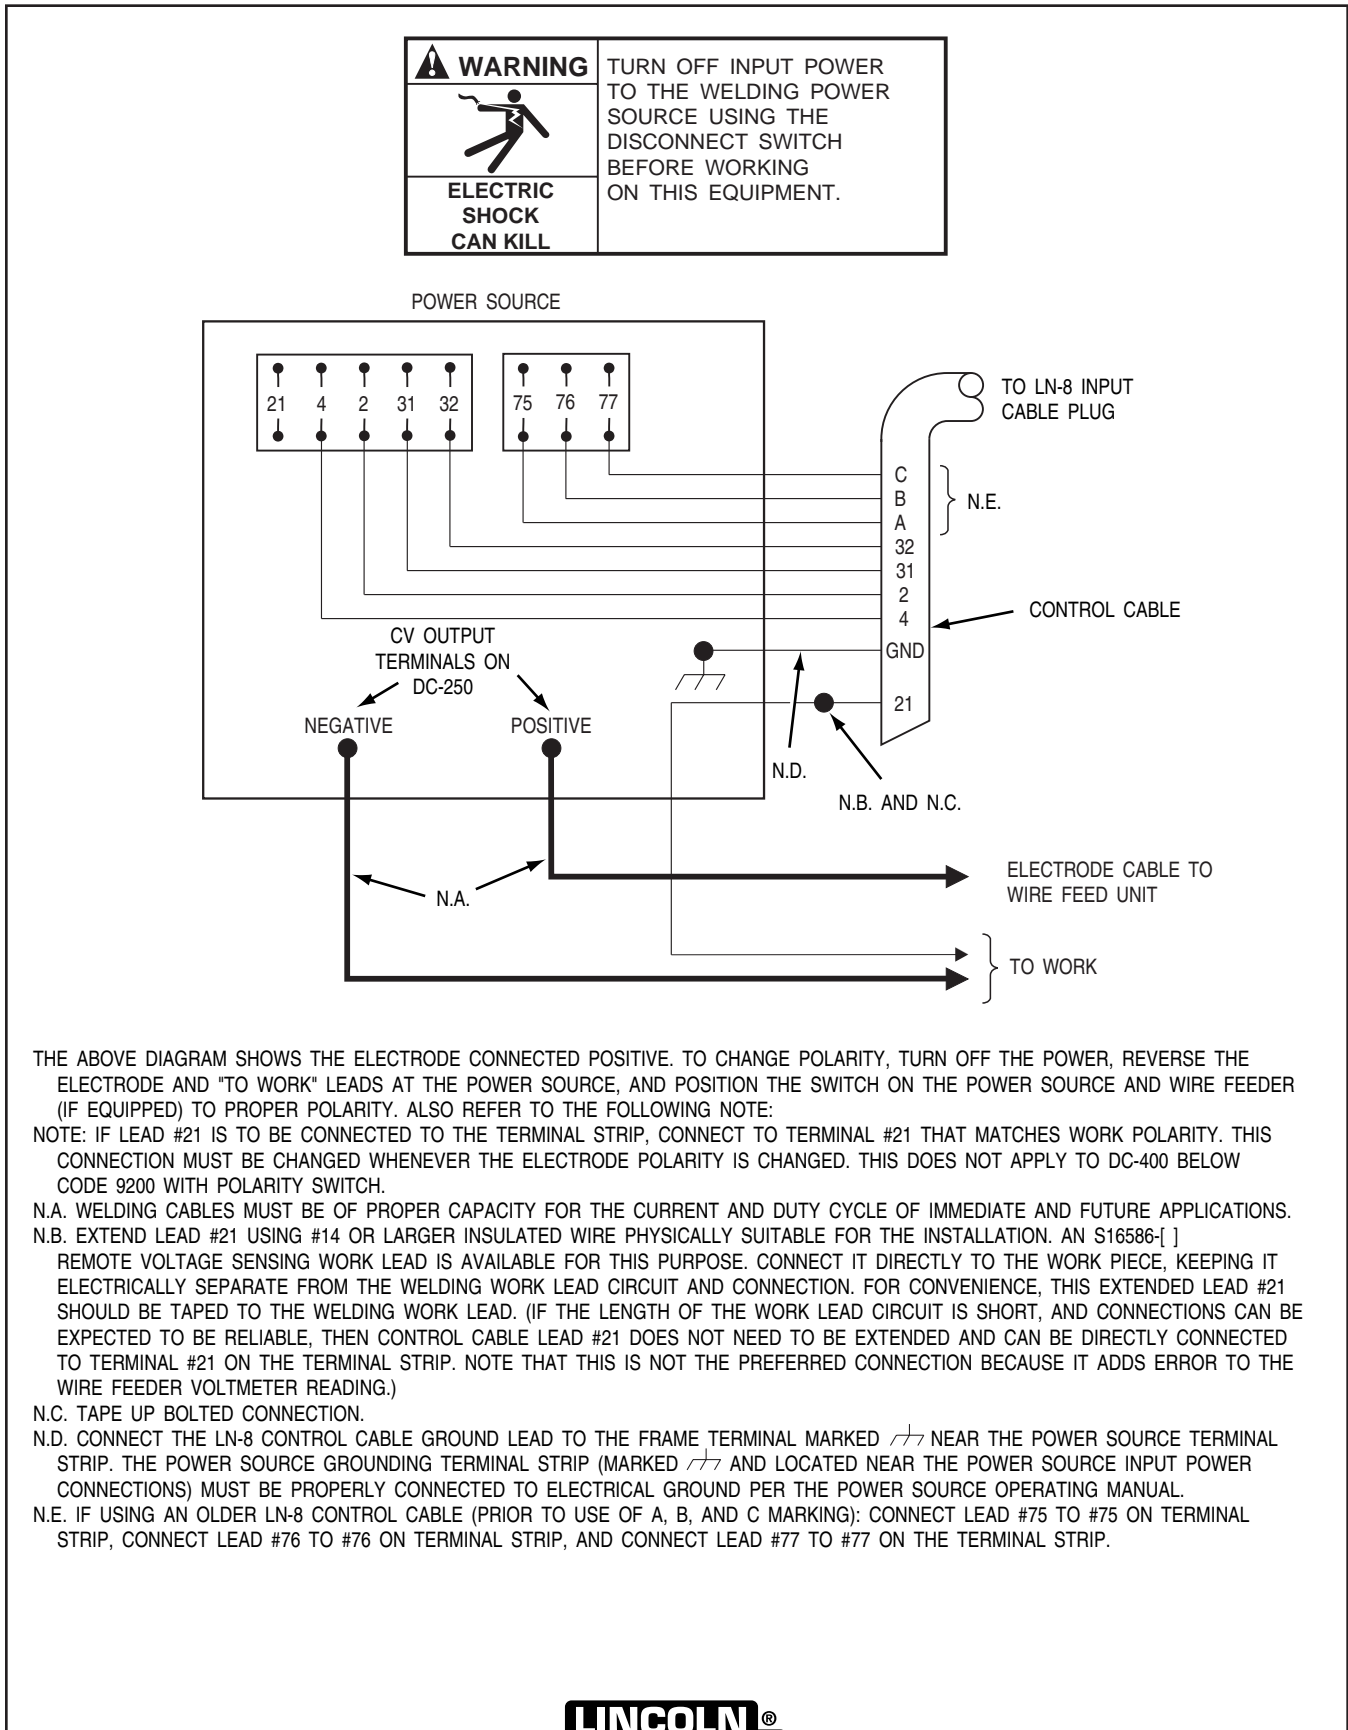 WARNING
ELECTRIC
SHOCK
CAN KILL
TURN OFF INPUT POWER
TO THE WELDING POWER
SOURCE USING THE
DISCONNECT SWITCH
BEFORE WORKING
ON THIS EQUIPMENT.
POWER SOURCE
21 4 2 31 32 75 76 77
TO LN-8 INPUT
CABLE PLUG
C
B
A
N.E.
32
31
2
4
CONTROL CABLE
GND
21
CV OUTPUT
TERMINALS ON
DC-250
NEGATIVE POSITIVE
N.D.
N.B. AND N.C.
N.A.
ELECTRODE CABLE TO
WIRE FEED UNIT
TO WORK
THE ABOVE DIAGRAM SHOWS THE ELECTRODE CONNECTED POSITIVE. TO CHANGE POLARITY, TURN OFF THE POWER, REVERSE THE
ELECTRODE AND "TO WORK" LEADS AT THE POWER SOURCE, AND POSITION THE SWITCH ON THE POWER SOURCE AND WIRE FEEDER
(IF EQUIPPED) TO PROPER POLARITY. ALSO REFER TO THE FOLLOWING NOTE:
NOTE: IF LEAD #21 IS TO BE CONNECTED TO THE TERMINAL STRIP, CONNECT TO TERMINAL #21 THAT MATCHES WORK POLARITY. THIS
CONNECTION MUST BE CHANGED WHENEVER THE ELECTRODE POLARITY IS CHANGED. THIS DOES NOT APPLY TO DC-400 BELOW
CODE 9200 WITH POLARITY SWITCH.
N.A. WELDING CABLES MUST BE OF PROPER CAPACITY FOR THE CURRENT AND DUTY CYCLE OF IMMEDIATE AND FUTURE APPLICATIONS.
N.B. EXTEND LEAD #21 USING #14 OR LARGER INSULATED WIRE PHYSICALLY SUITABLE FOR THE INSTALLATION. AN S16586-[ ]
REMOTE VOLTAGE SENSING WORK LEAD IS AVAILABLE FOR THIS PURPOSE. CONNECT IT DIRECTLY TO THE WORK PIECE, KEEPING IT
ELECTRICALLY SEPARATE FROM THE WELDING WORK LEAD CIRCUIT AND CONNECTION. FOR CONVENIENCE, THIS EXTENDED LEAD #21
SHOULD BE TAPED TO THE WELDING WORK LEAD. (IF THE LENGTH OF THE WORK LEAD CIRCUIT IS SHORT, AND CONNECTIONS CAN BE
EXPECTED TO BE RELIABLE, THEN CONTROL CABLE LEAD #21 DOES NOT NEED TO BE EXTENDED AND CAN BE DIRECTLY CONNECTED
TO TERMINAL #21 ON THE TERMINAL STRIP. NOTE THAT THIS IS NOT THE PREFERRED CONNECTION BECAUSE IT ADDS ERROR TO THE
WIRE FEEDER VOLTMETER READING.)
N.C. TAPE UP BOLTED CONNECTION.
N.D. CONNECT THE LN-8 CONTROL CABLE GROUND LEAD TO THE FRAME TERMINAL MARKED NEAR THE POWER SOURCE TERMINAL
STRIP. THE POWER SOURCE GROUNDING TERMINAL STRIP (MARKED AND LOCATED NEAR THE POWER SOURCE INPUT POWER
CONNECTIONS) MUST BE PROPERLY CONNECTED TO ELECTRICAL GROUND PER THE POWER SOURCE OPERATING MANUAL.
N.E. IF USING AN OLDER LN-8 CONTROL CABLE (PRIOR TO USE OF A, B, AND C MARKING): CONNECT LEAD #75 TO #75 ON TERMINAL
STRIP, CONNECT LEAD #76 TO #76 ON TERMINAL STRIP, AND CONNECT LEAD #77 TO #77 ON THE TERMINAL STRIP.
LINCOLN ®